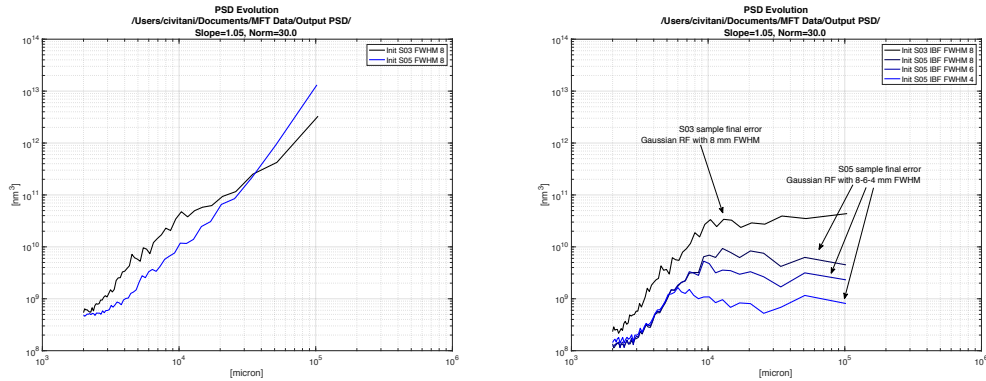 PSD Evolution
/Users/civitani/Documents/MFT Data/Output PSD/
Slope=1.05, Norm=30.0
10^14
10^13
10^12
10^11
10^10
10^9
10^8
[nm^3]
Init S03 FWHM 8
Init S05 FWHM 8
10^3
10^4
10^5
10^6
[micron]
PSD Evolution
/Users/civitani/Documents/MFT Data/Output PSD/
Slope=1.05, Norm=30.0
10^14
10^13
10^12
10^11
10^10
10^9
10^8
[nm^3]
Init S03 IBF FWHM 8
Init S05 IBF FWHM 8
Init S05 IBF FWHM 6
Init S05 IBF FWHM 4
S03 sample final error
Gaussian RF with 8 mm FWHM
S05 sample final error
Gaussian RF with 8-6-4 mm FWHM
10^3
10^4
10^5
10^6
[micron]